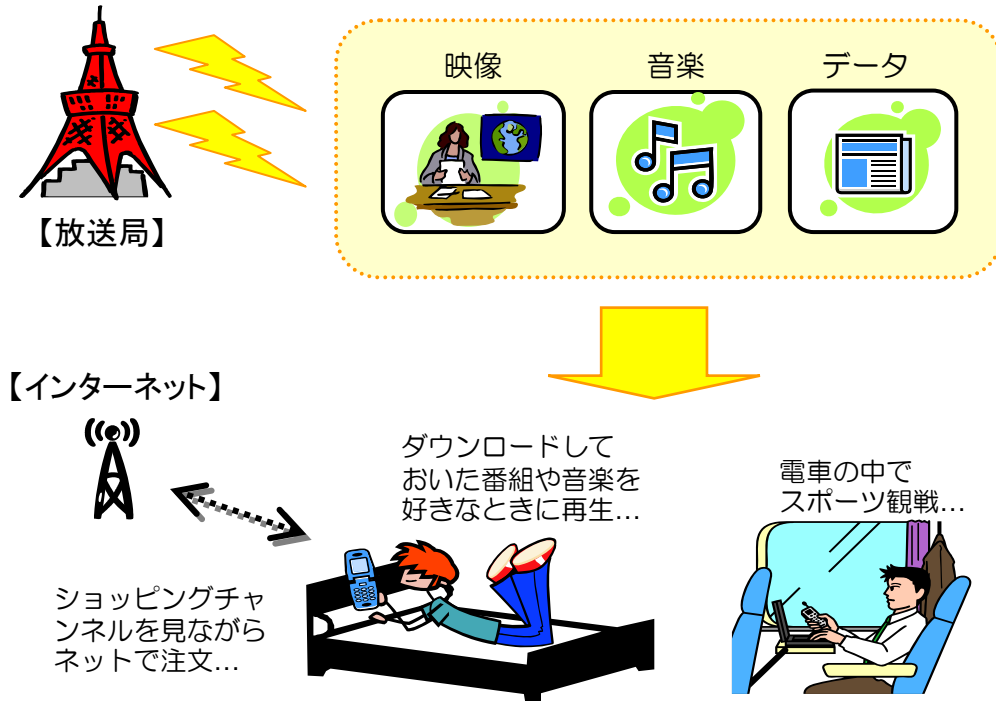 映像
音楽
データ
【放送局】
【インターネット】
ダウンロードして
おいた番組や音楽を
好きなときに再生…
電車の中で
スポーツ観戦…
ショッピングチャ
ンネルを見ながら
ネットで注文…